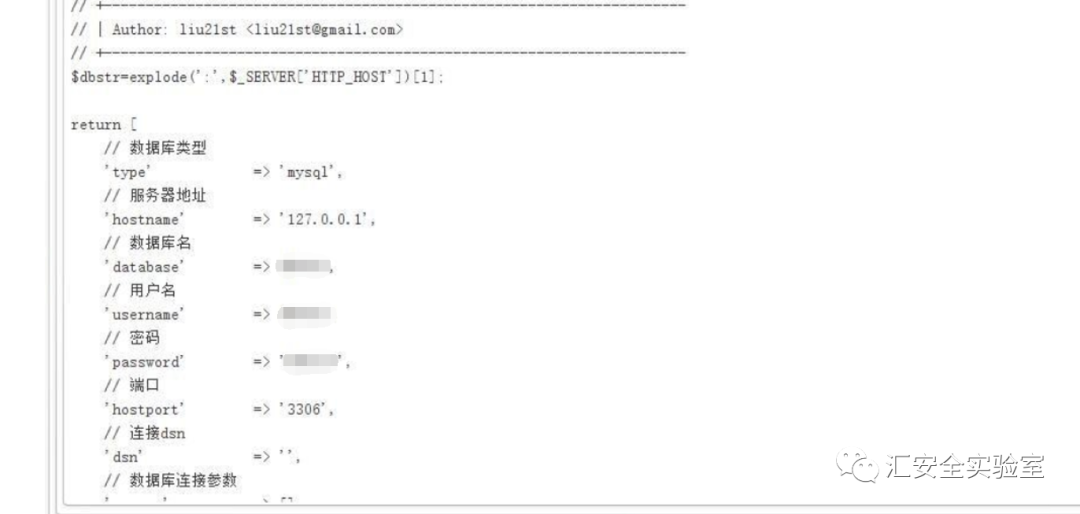 // +----------------------------------------------------------------------
// | Author: liu21st <liu21st@gmail.com>
// +----------------------------------------------------------------------
$dbstr=explode(':',$_SERVER['HTTP_HOST'])[1];
return [
// 数据库类型
'type' => 'mysql',
// 服务器地址
'hostname' => '127.0.0.1',
// 数据库名
'database' => ,
// 用户名
'username' =>
// 密码
'password' => '',
// 端口
'hostport' => '3306',
// 连接dsn
'dsn' => '',
// 数据库连接参数
汇安全实验室